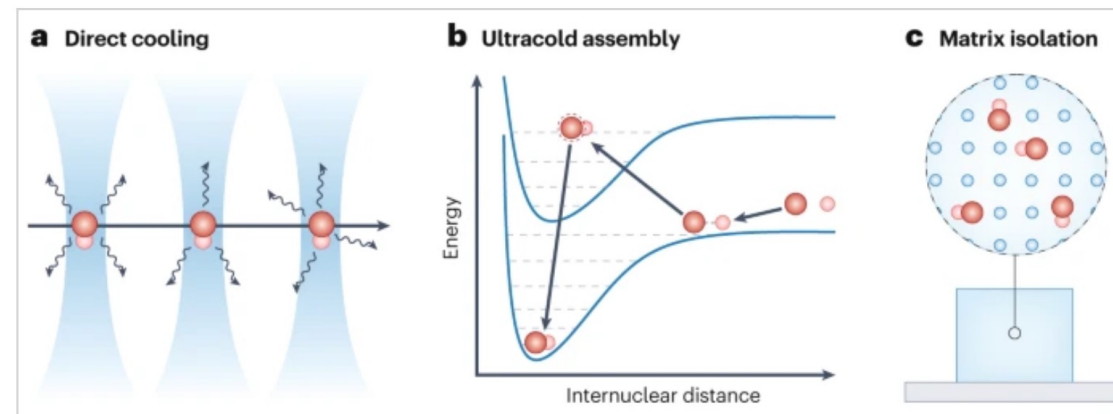 a Direct cooling
b Ultracold assembly
c Matrix isolation
Energy
Internuclear distance